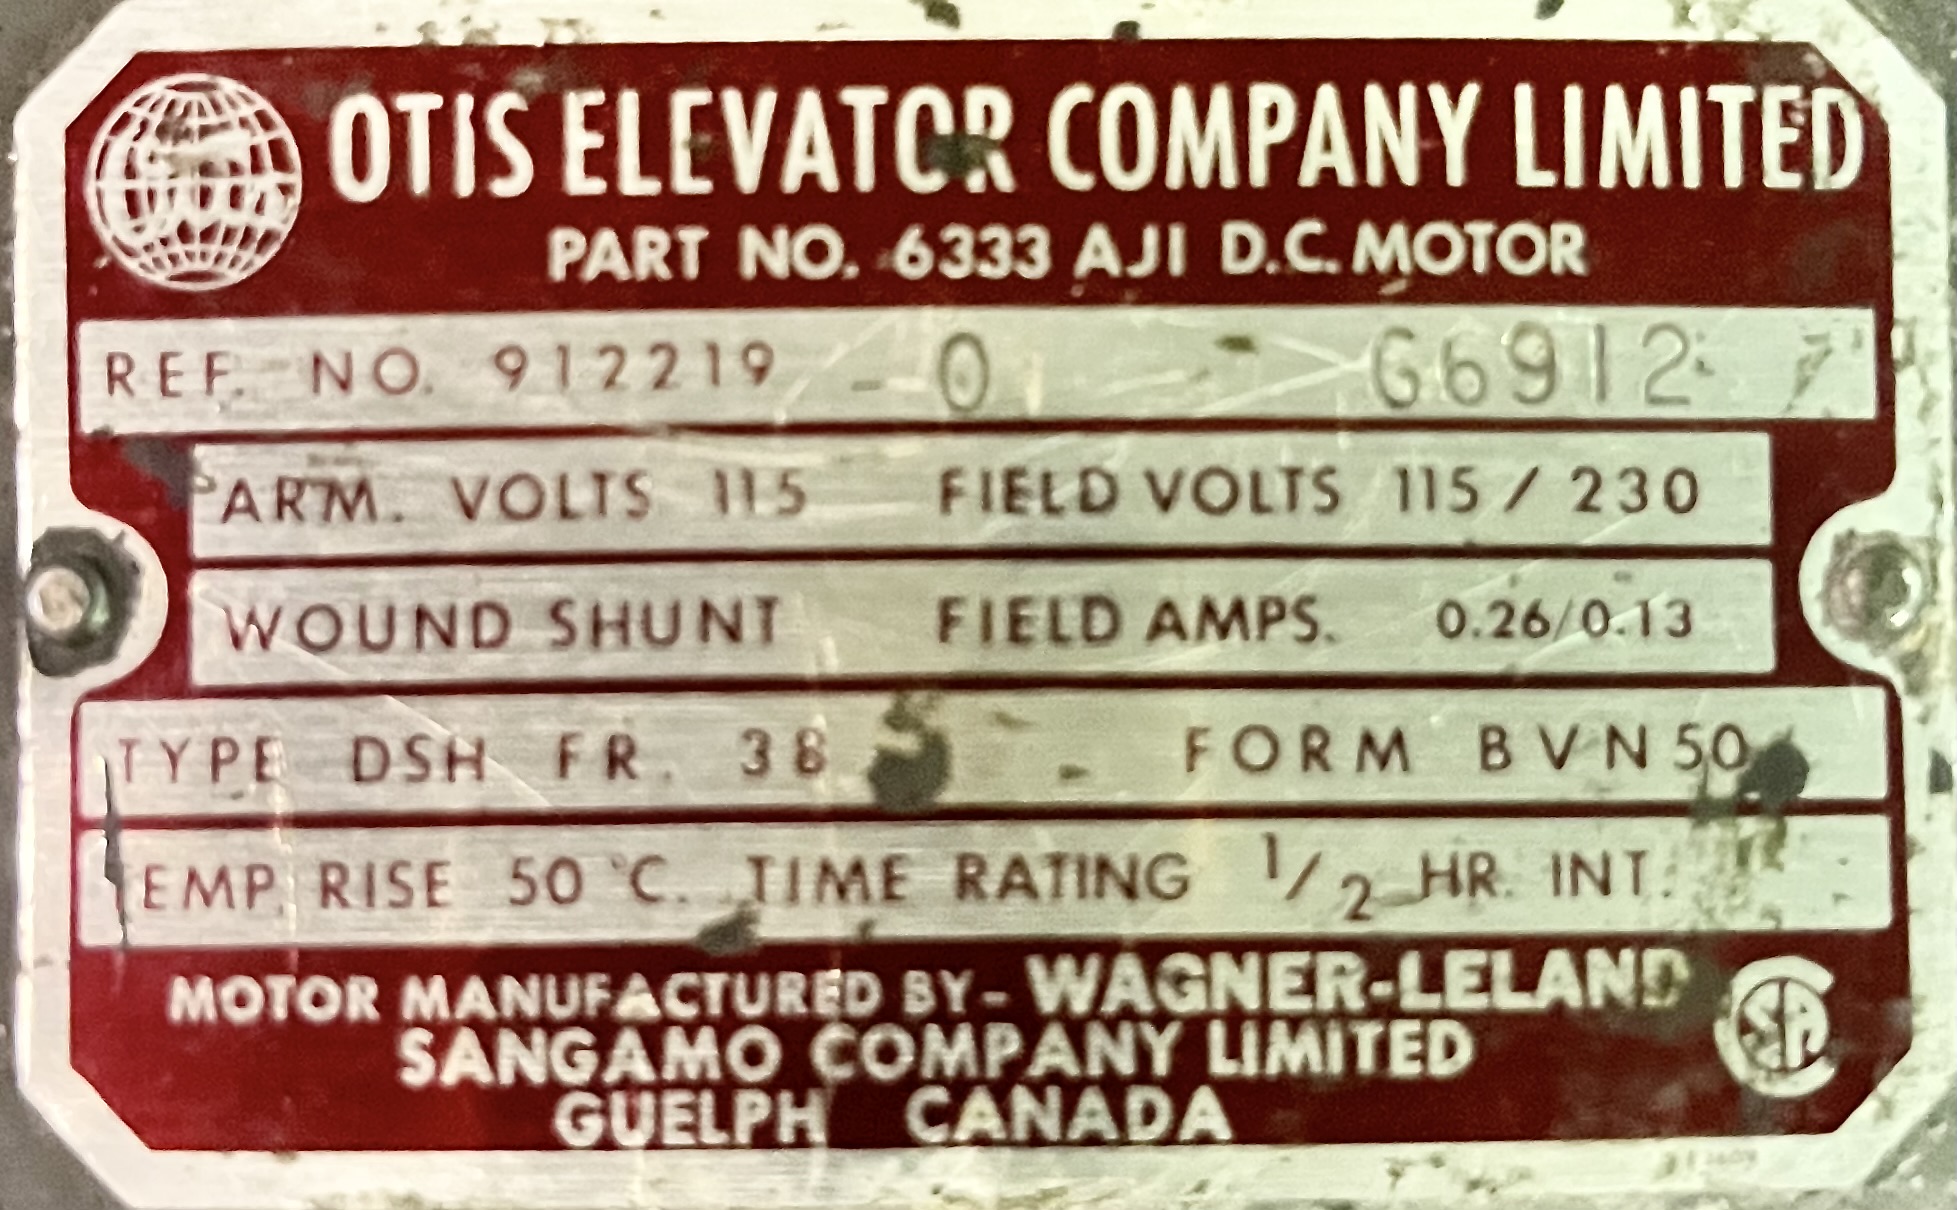 Otis
OTIS ELEVATOR COMPANY LIMITED
PART NO. 6333 AJI D.C. MOTOR
REF. NO. 912219 - 0 G6912
ARM. VOLTS 115 FIELD VOLTS 115 / 230
WOUND SHUNT FIELD AMPS. 0.26/0.13
TYPE DSH FR. 38 FORM BVN50
TEMP. RISE 50 °C. TIME RATING 1/2 HR. INT.
MOTOR MANUFACTURED BY- WAGNER-LELAND
SANGAMO COMPANY LIMITED
GUELPH CANADA
CSA